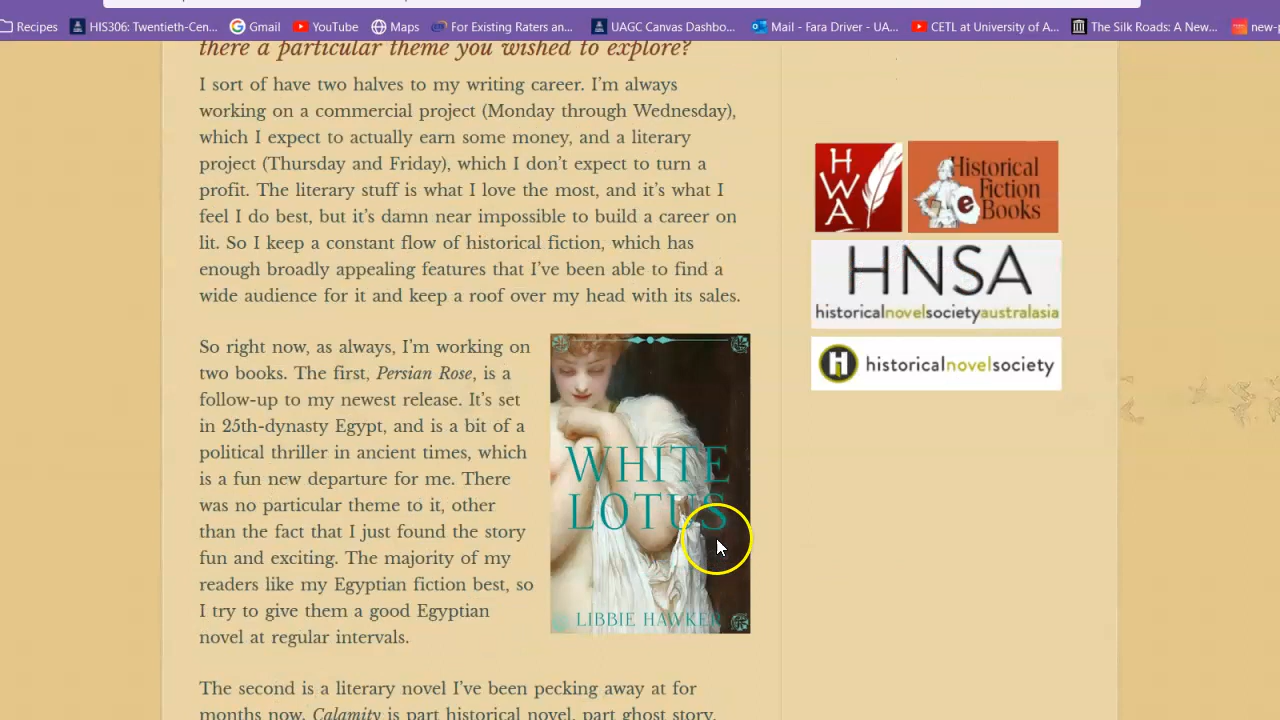 Recipes HIS306: Twentieth-Cen... Gmail YouTube Maps For Existing Raters an... UAGC Canvas Dashbo... Mail - Fara Driver - UA... CETL at University of A... The Silk Roads: A New... new-p
there a particular theme you wished to explore?
I sort of have two halves to my writing career. I’m always
working on a commercial project (Monday through Wednesday),
which I expect to actually earn some money, and a literary
project (Thursday and Friday), which I don’t expect to turn a
profit. The literary stuff is what I love the most, and it’s what I
feel I do best, but it’s damn near impossible to build a career on
lit. So I keep a constant flow of historical fiction, which has
enough broadly appealing features that I’ve been able to find a
wide audience for it and keep a roof over my head with its sales.
So right now, as always, I’m working on
two books. The first, Persian Rose, is a
follow-up to my newest release. It’s set
in 25th-dynasty Egypt, and is a bit of a
political thriller in ancient times, which
is a fun new departure for me. There
was no particular theme to it, other
than the fact that I just found the story
fun and exciting. The majority of my
readers like my Egyptian fiction best, so
I try to give them a good Egyptian
novel at regular intervals.
WHITE
LOTUS
LIBBIE HAWKER
The second is a literary novel I’ve been pecking away at for
months now. Calamity is part historical novel, part ghost story,
H
W
A
Historical
Fiction
e Books
HNSA
historicalnovelsocietyaustralasia
H historicalnovelsociety